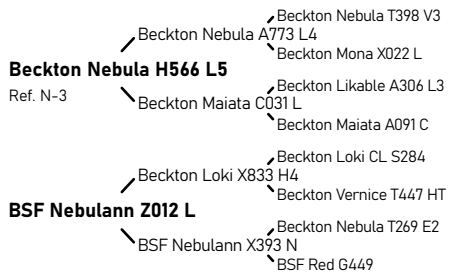 Beckton Nebula T398 V3
Beckton Nebula A773 L4
Beckton Mona X022 L
Beckton Nebula H566 L5
Ref. N-3
Beckton Likable A306 L3
Beckton Maiata C031 L
Beckton Maiata A091 C
Beckton Loki CL S284
Beckton Loki X833 H4
Beckton Vernice T447 HT
BSF Nebulann Z012 L
Beckton Nebula T269 E2
BSF Nebulann X393 N
BSF Red G449